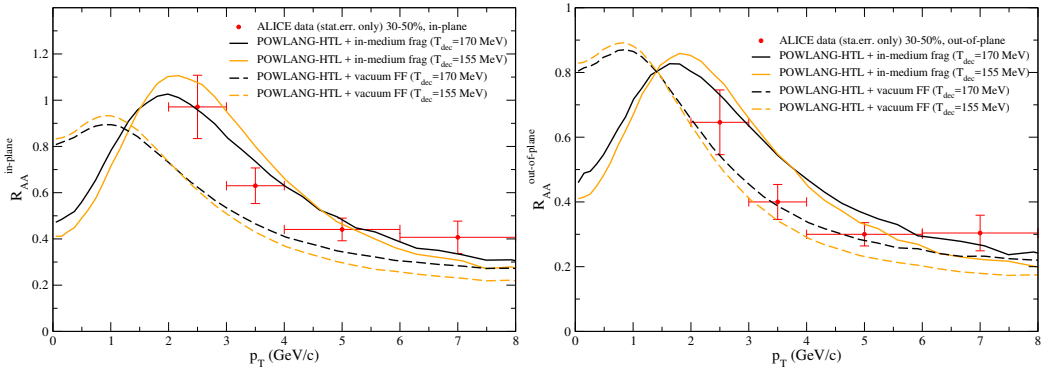 ALICE data (stat.err. only) 30-50%, in-plane
POWLANG-HTL + in-medium frag (T_dec=170 MeV)
POWLANG-HTL + in-medium frag (T_dec=155 MeV)
POWLANG-HTL + vacuum FF (T_dec=170 MeV)
POWLANG-HTL + vacuum FF (T_dec=155 MeV)
R_AA^in-plane
1.2
1
0.8
0.6
0.4
0.2
0
0 1 2 3 4 5 6 7 8
p_T (GeV/c)
ALICE data (stat.err. only) 30-50%, out-of-plane
POWLANG-HTL + in-medium frag (T_dec=170 MeV)
POWLANG-HTL + in-medium frag (T_dec=155 MeV)
POWLANG-HTL + vacuum FF (T_dec=170 MeV)
POWLANG-HTL + vacuum FF (T_dec=155 MeV)
R_AA^out-of-plane
1
0.8
0.6
0.4
0.2
0
0 1 2 3 4 5 6 7 8
p_T (GeV/c)